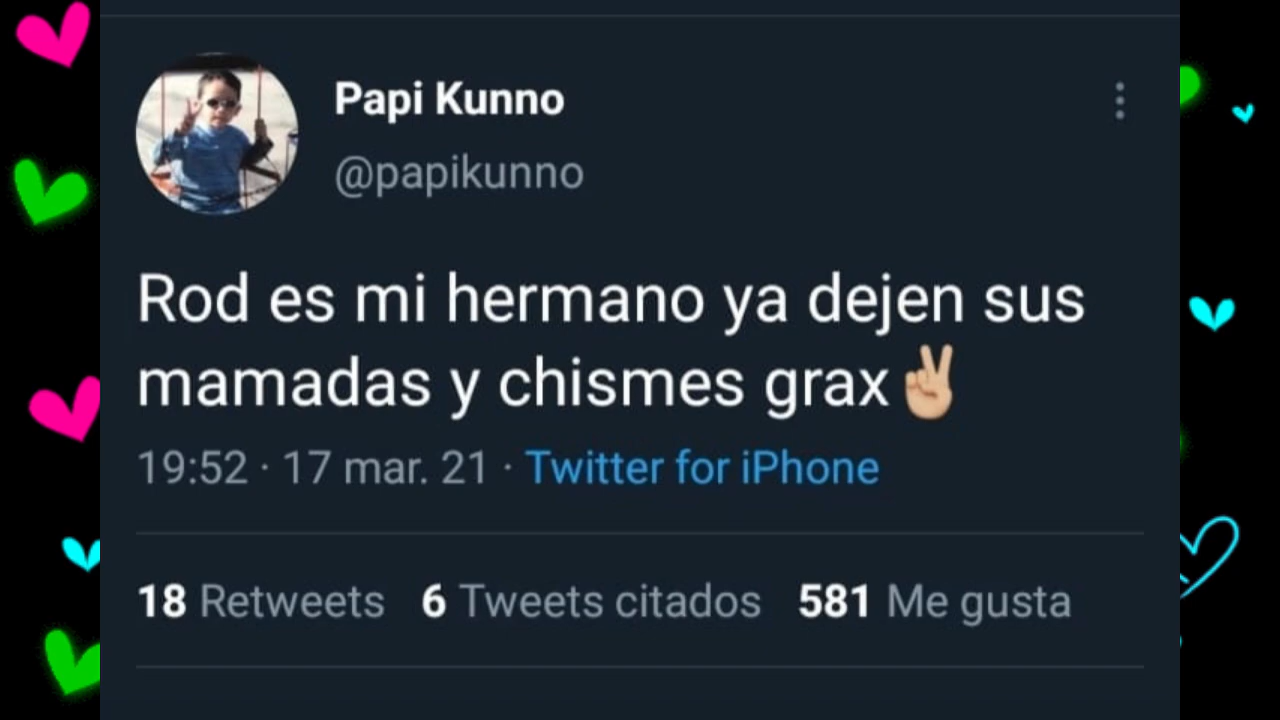 Papi Kunno
@papikunno
Rod es mi hermano ya dejen sus
mamadas y chismes grax✌🏼
19:52 · 17 mar. 21 · Twitter for iPhone
18 Retweets 6 Tweets citados 581 Me gusta